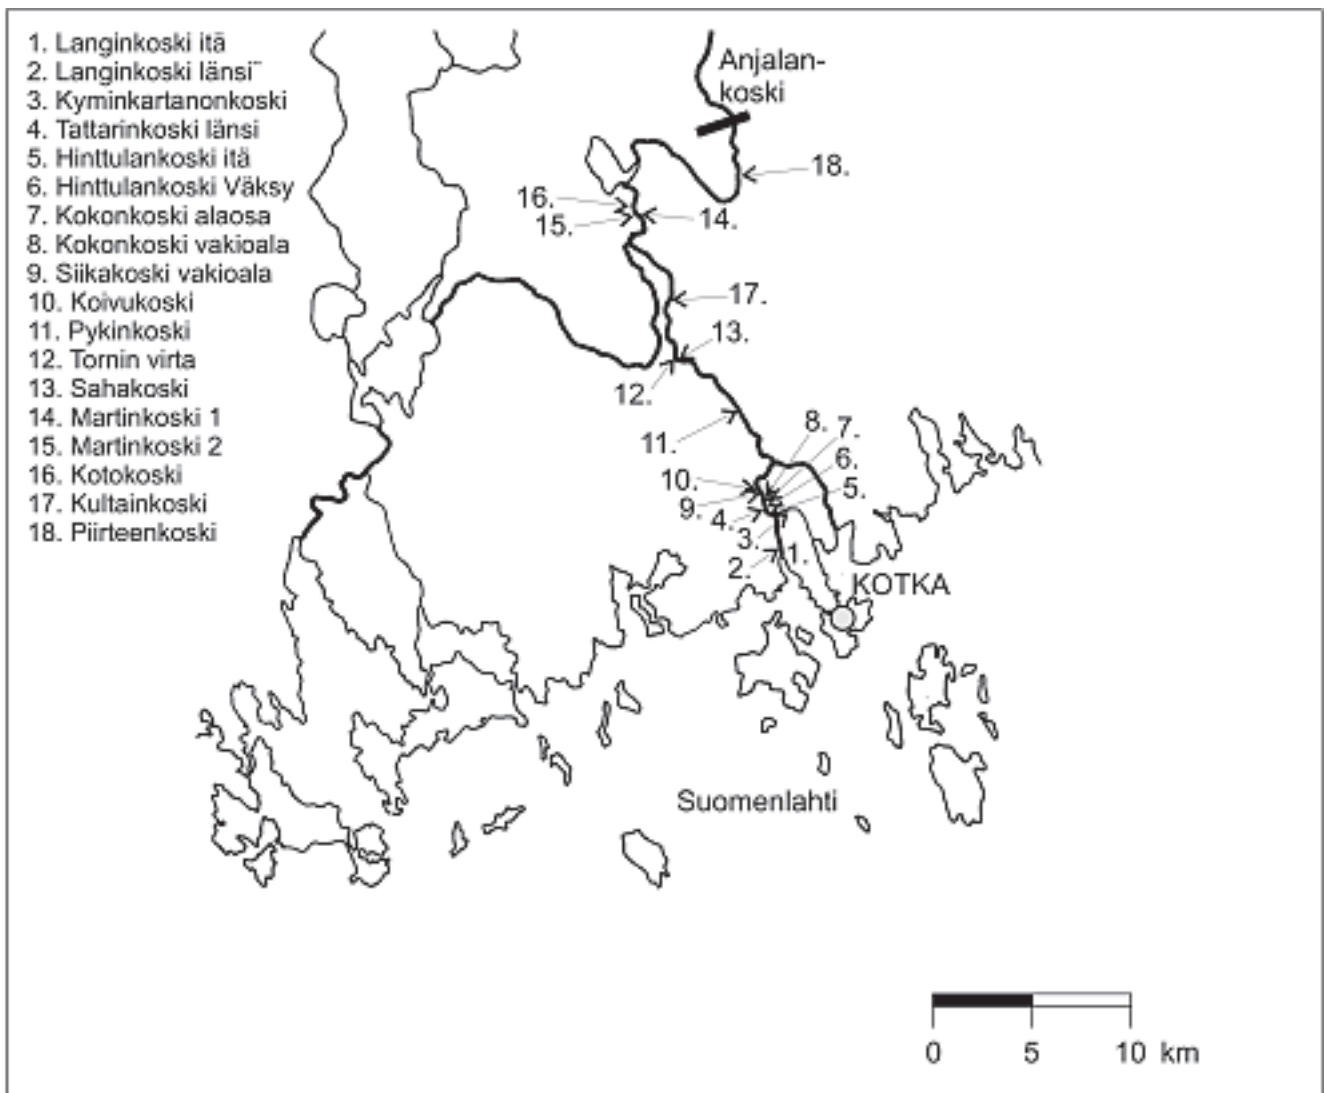 1. Langinkoski itä
2. Langinkoski länsi¨
3. Kyminkartanonkoski
4. Tattarinkoski länsi
5. Hinttulankoski itä
6. Hinttulankoski Väksy
7. Kokonkoski alaosa
8. Kokonkoski vakioala
9. Siikakoski vakioala
10. Koivukoski
11. Pykinkoski
12. Tornin virta
13. Sahakoski
14. Martinkoski 1
15. Martinkoski 2
16. Kotokoski
17. Kultainkoski
18. Piirteenkoski
Anjalan-
koski
18.
16.
15.
14.
17.
13.
12.
11.
8.
7.
6.
5.
10.
9.
4.
3.
2.
1.
KOTKA
Suomenlahti
0 5 10 km